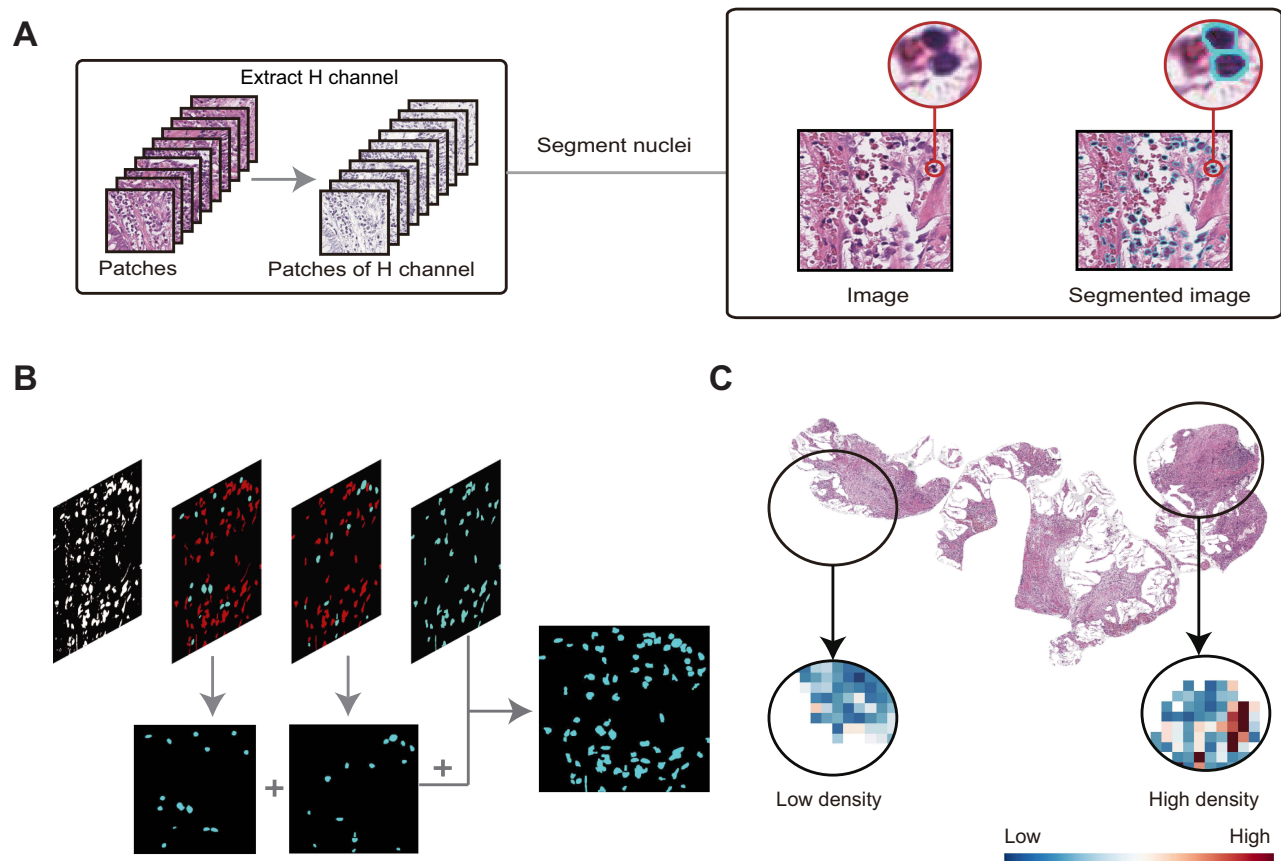 A
Extract H channel
Patches
Patches of H channel
Segment nuclei
Image
Segmented image
B
+
+
C
Low density
High density
Low
High